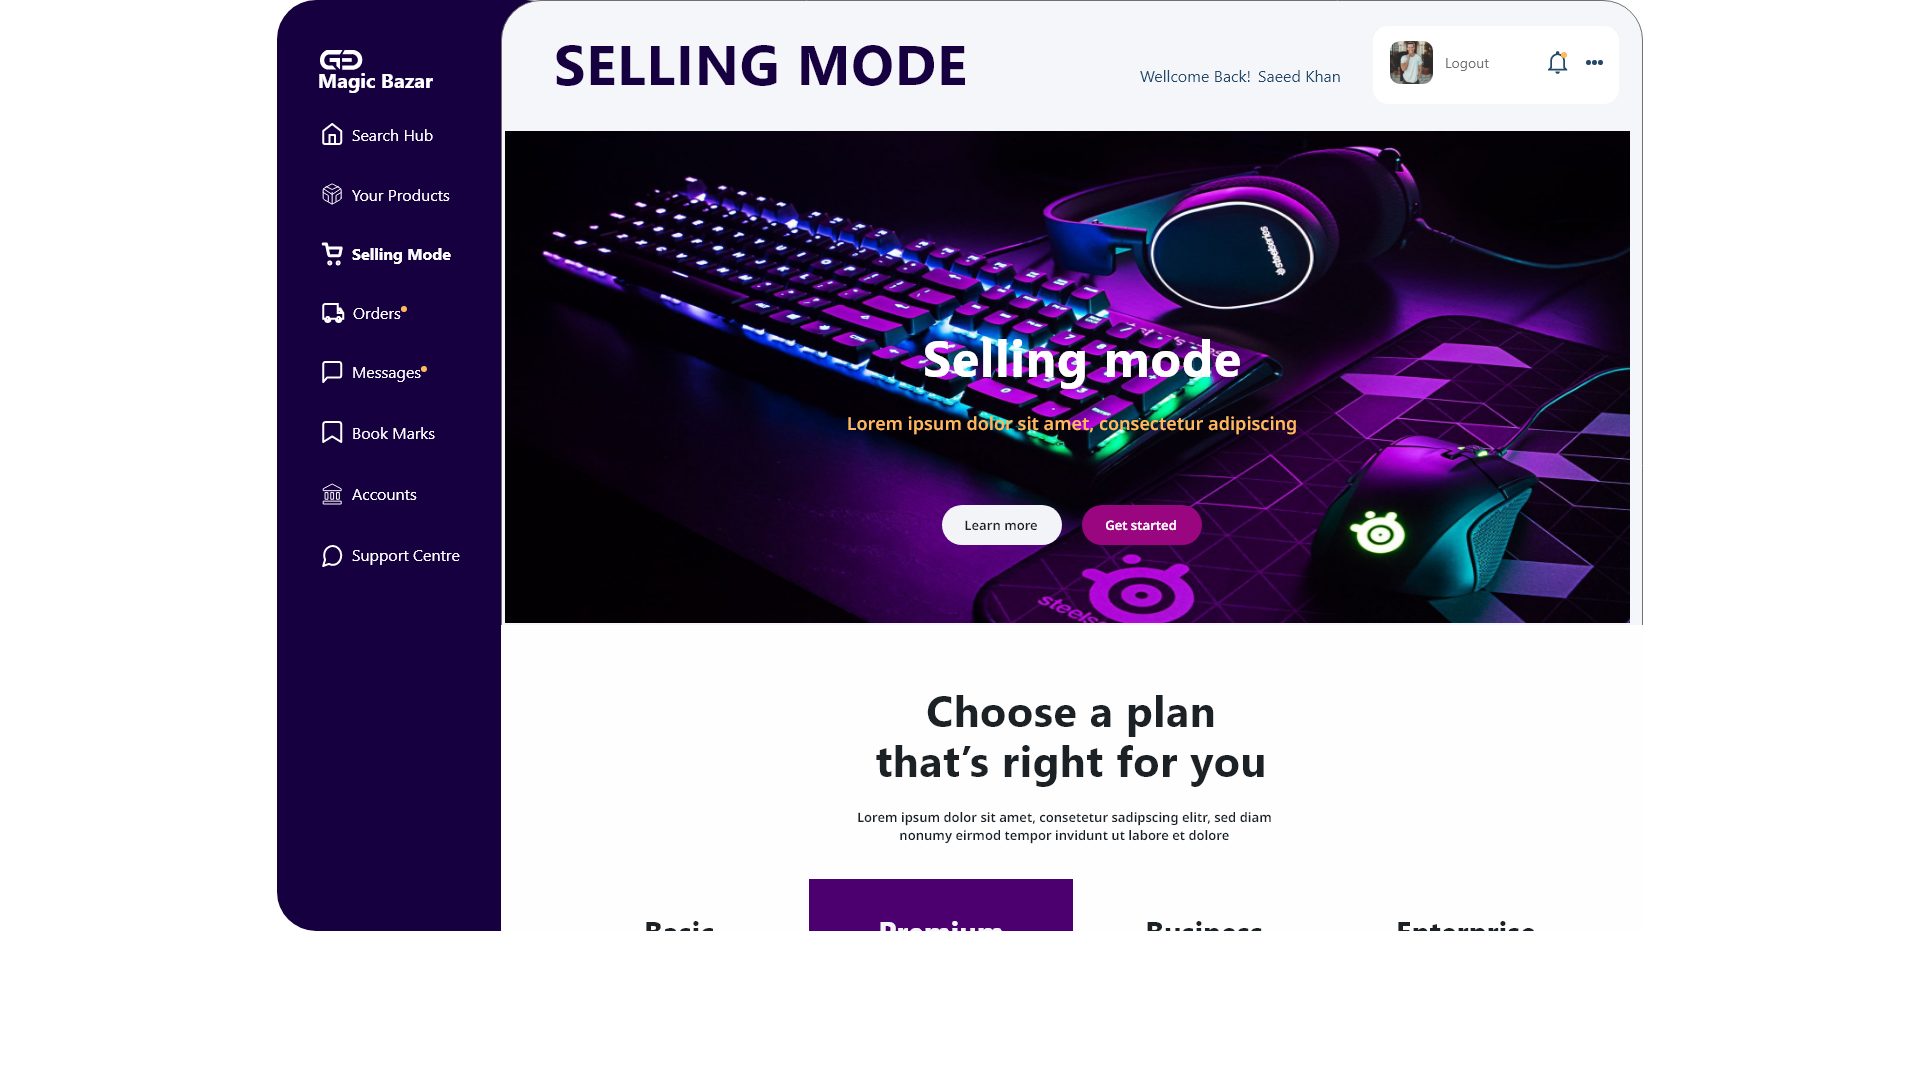 Magic Bazar
Search Hub
Your Products
Selling Mode
Orders
Messages
Book Marks
Accounts
Support Centre
SELLING MODE
Wellcome Back! Saeed Khan
Logout
steelseries
Selling mode
Lorem ipsum dolor sit amet, consectetur adipiscing
Learn more
Get started
Choose a plan
that’s right for you
Lorem ipsum dolor sit amet, consetetur sadipscing elitr, sed diam
nonumy eirmod tempor invidunt ut labore et dolore
Basic
Premium
Business
Enterprise